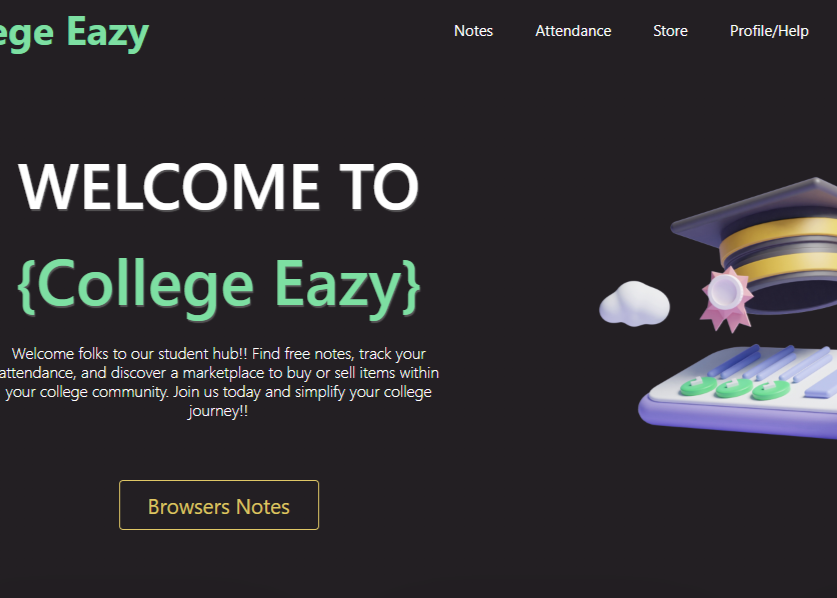 ege Eazy
Notes
Attendance
Store
Profile/Help
WELCOME TO
{College Eazy}
Welcome folks to our student hub!! Find free notes, track your
attendance, and discover a marketplace to buy or sell items within
your college community. Join us today and simplify your college
journey!!
Browsers Notes